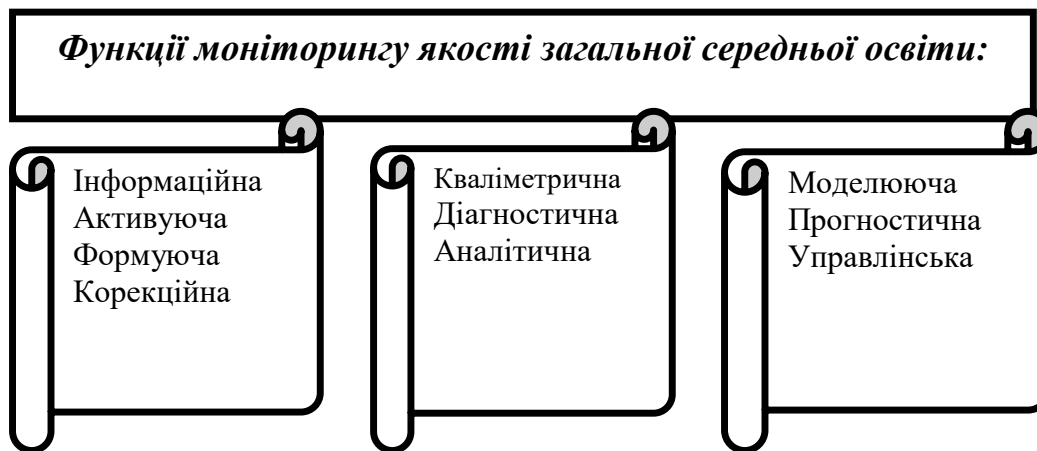 Функції моніторингу якості загальної середньої освіти:
Інформаційна
Активуюча
Формуюча
Корекційна
Кваліметрична
Діагностична
Аналітична
Моделююча
Прогностична
Управлінська